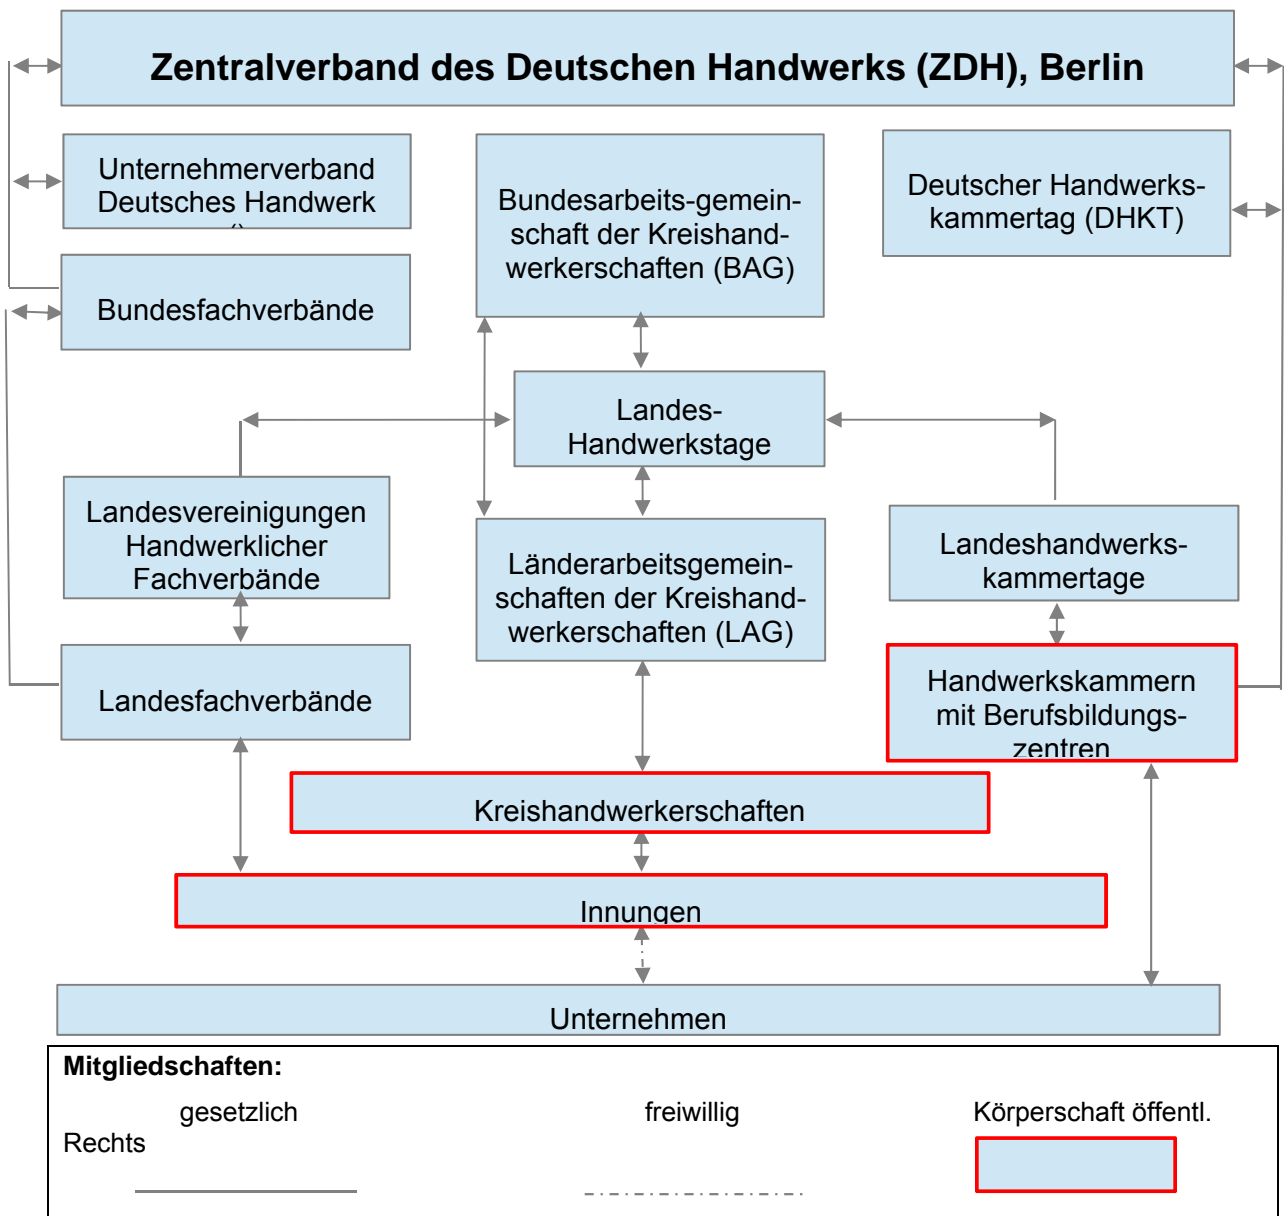 Zentralverband des Deutschen Handwerks (ZDH), Berlin
Unternehmerverband
Deutsches Handwerk
Bundesarbeits-gemein-
schaft der Kreishand-
werkerschaften (BAG)
Deutscher Handwerks-
kammertag (DHKT)
Bundesfachverbände
Landes-
Handwerkstage
Landesvereinigungen
Handwerklicher
Fachverbände
Länderarbeitsgemein-
schaften der Kreishand-
werkerschaften (LAG)
Landeshandwerks-
kammertage
Landesfachverbände
Handwerkskammern
mit Berufsbildungs-
zentren
Kreishandwerkerschaften
Innungen
Unternehmen
Mitgliedschaften:
gesetzlich freiwillig Körperschaft öffentl.
Rechts